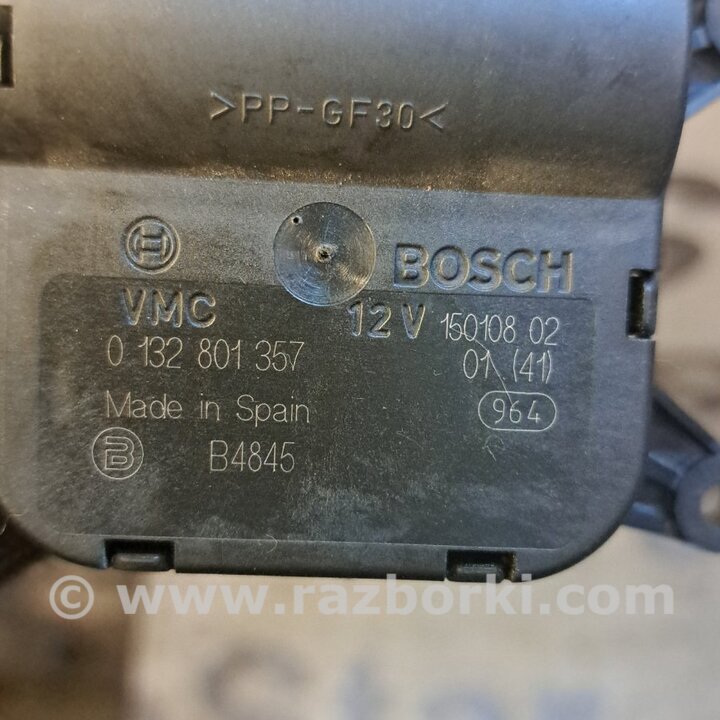 >PP-GF30<
BOSCH
VMC 12V 150108 02
0 132 801 357 01 (41)
Made in Spain 964
B B4845
© www.razborki.com